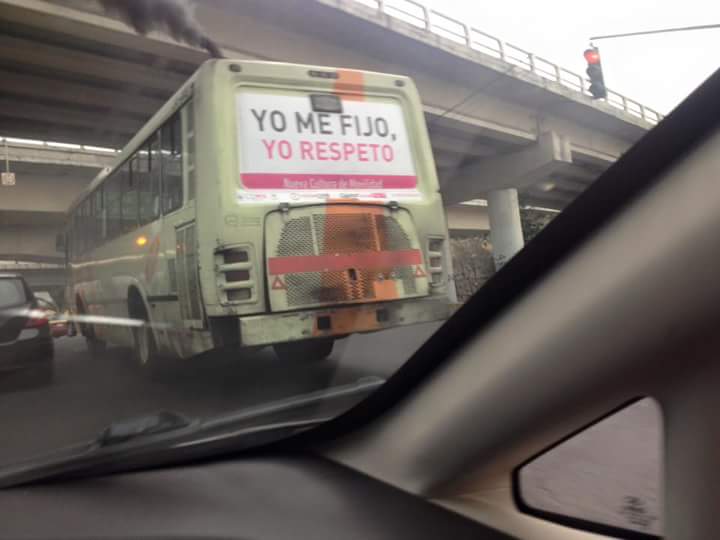 YO ME FIJO,
YO RESPETO
Nueva Cultura de Movilidad